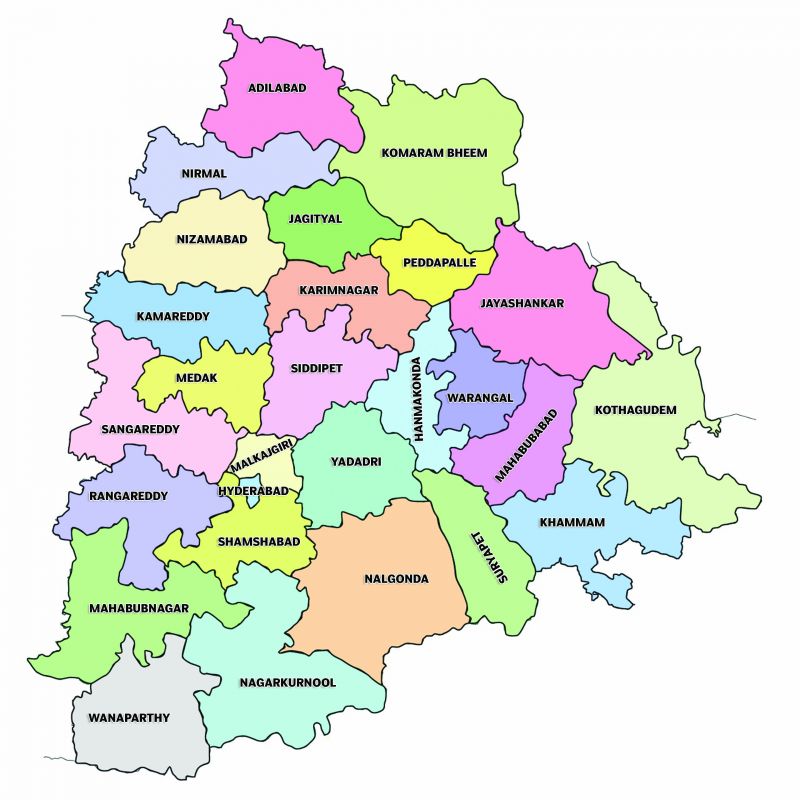 ADILABAD
KOMARAM BHEEM
NIRMAL
JAGITYAL
NIZAMABAD
PEDDAPALLE
KARIMNAGAR
JAYASHANKAR
KAMAREDDY
SIDDIPET
MEDAK
HANMAKONDA
WARANGAL
KOTHAGUDEM
SANGAREDDY
MAHABUBABAD
MALKAJGIRI
YADADRI
HYDERABAD
RANGAREDDY
KHAMMAM
SHAMSHABAD
SURYAPET
NALGONDA
MAHABUBNAGAR
NAGARKURNOOL
WANAPARTHY